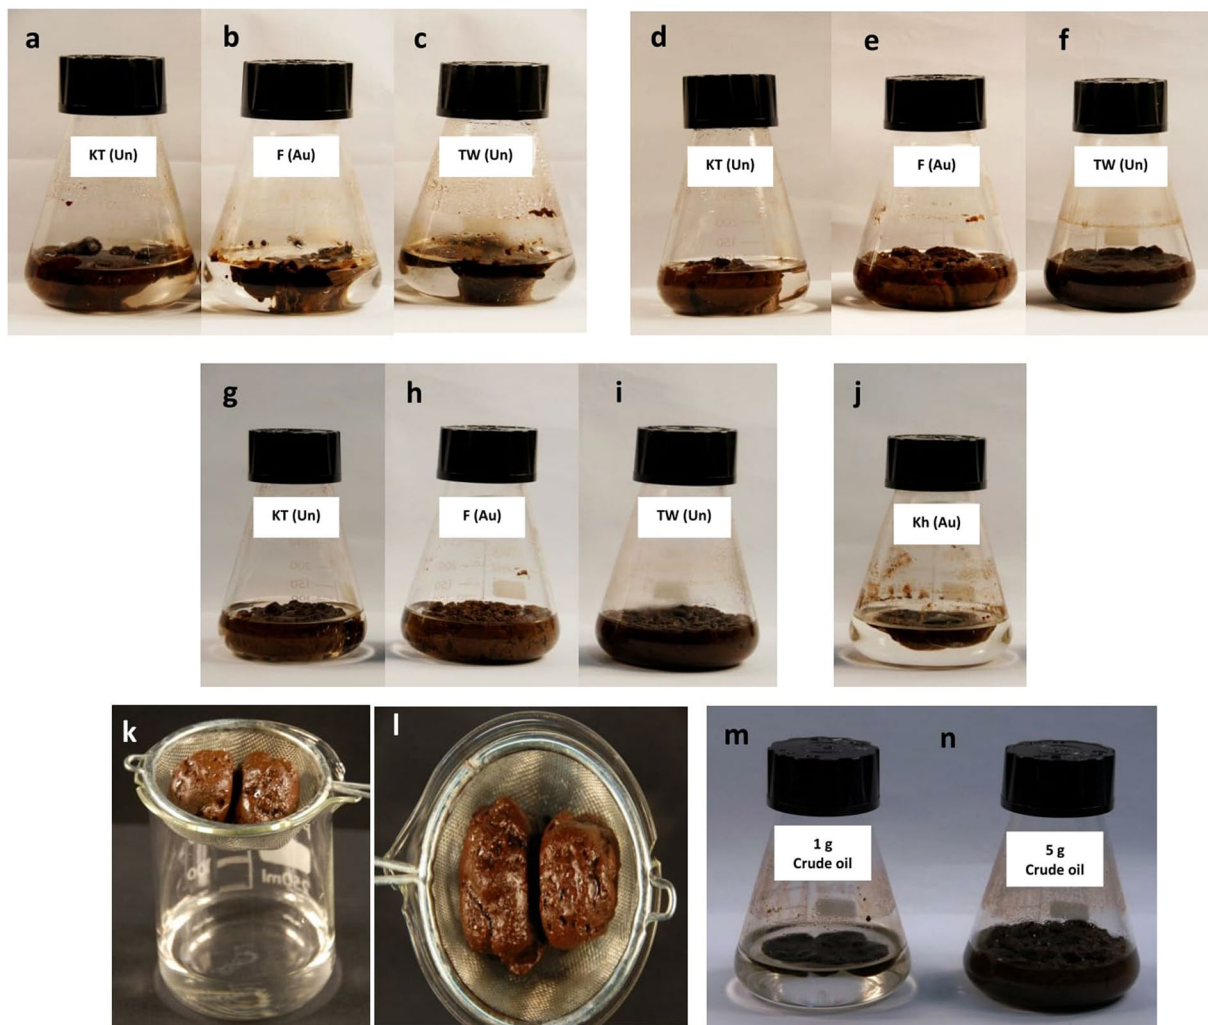 a
b
c
KT (Un)
F (Au)
TW (Un)
d
e
f
KT (Un)
F (Au)
TW (Un)
g
h
i
KT (Un)
F (Au)
TW (Un)
j
Kh (Au)
k
l
m
1 g
Crude oil
n
5 g
Crude oil